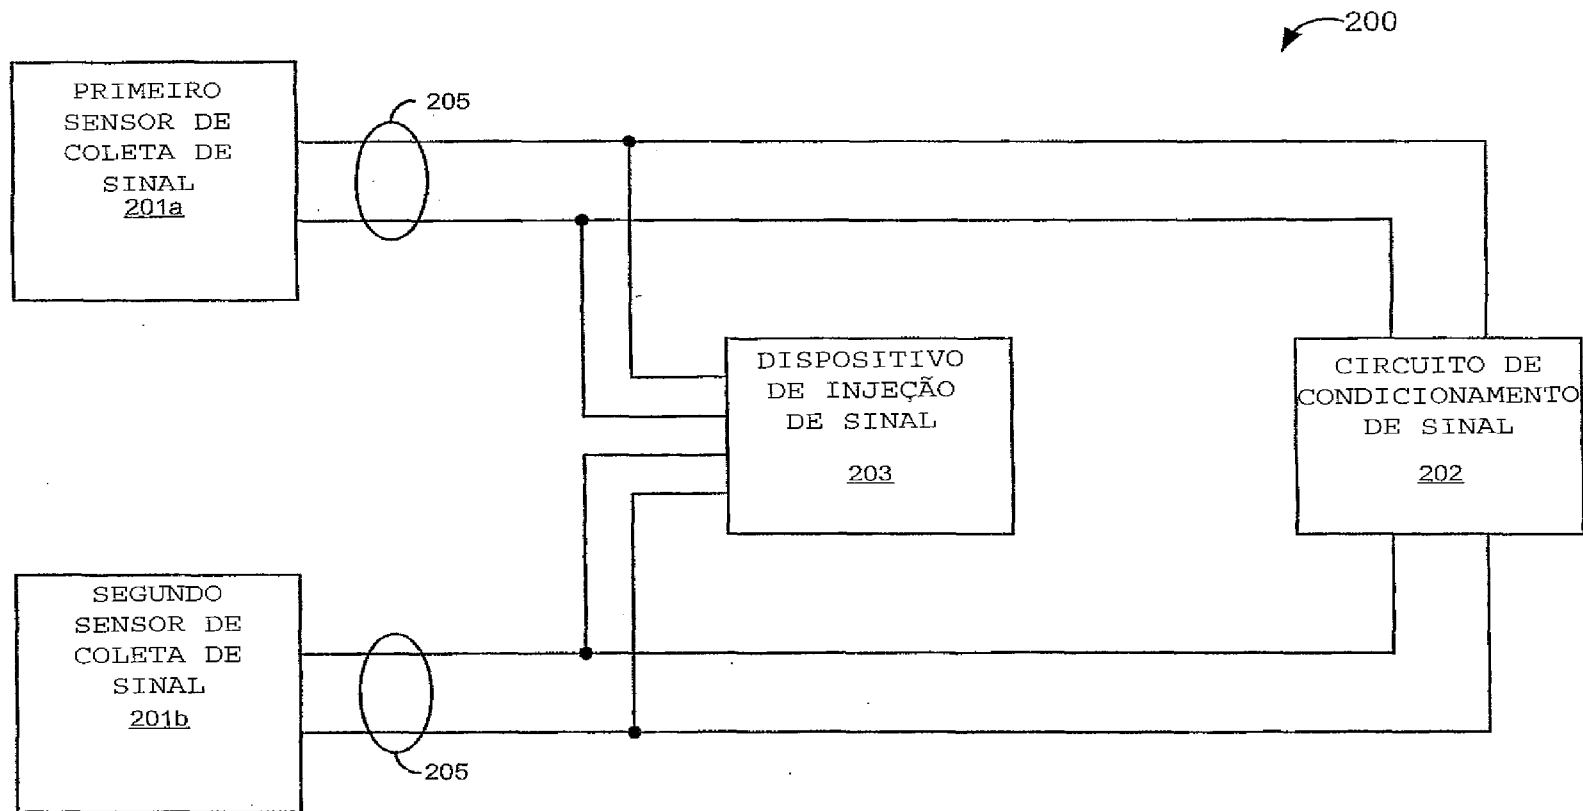 200
PRIMEIRO
SENSOR DE
COLETA DE
SINAL
201a
205
DISPOSITIVO
DE INJEÇÃO
DE SINAL
203
CIRCUITO DE
CONDICIONAMENTO
DE SINAL
202
SEGUNDO
SENSOR DE
COLETA DE
SINAL
201b
205